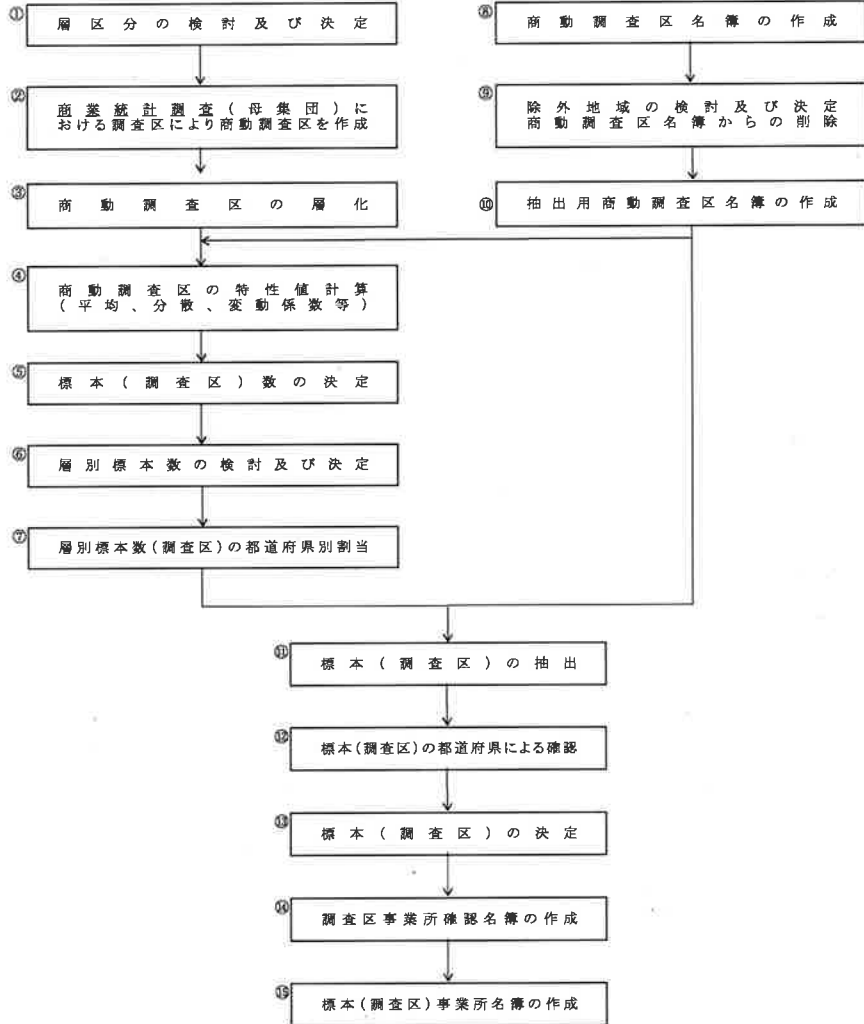 ①
層区分の検討及び決定
②
商業統計調査(母集団)に
おける調査区により商動調査区を作成
③
商動調査区の層化
④
商動調査区の特性値計算
(平均、分散、変動係数等)
⑤
標本(調査区)数の決定
⑥
層別標本数の検討及び決定
⑦
層別標本数(調査区)の都道府県別割当
⑧
商動調査区名簿の作成
⑨
除外地域の検討及び決定
商動調査区名簿からの削除
⑩
抽出用商動調査区名簿の作成
⑪
標本(調査区)の抽出
⑫
標本(調査区)の都道府県による確認
⑬
標本(調査区)の決定
⑭
調査区事業所確認名簿の作成
⑮
標本(調査区)事業所名簿の作成